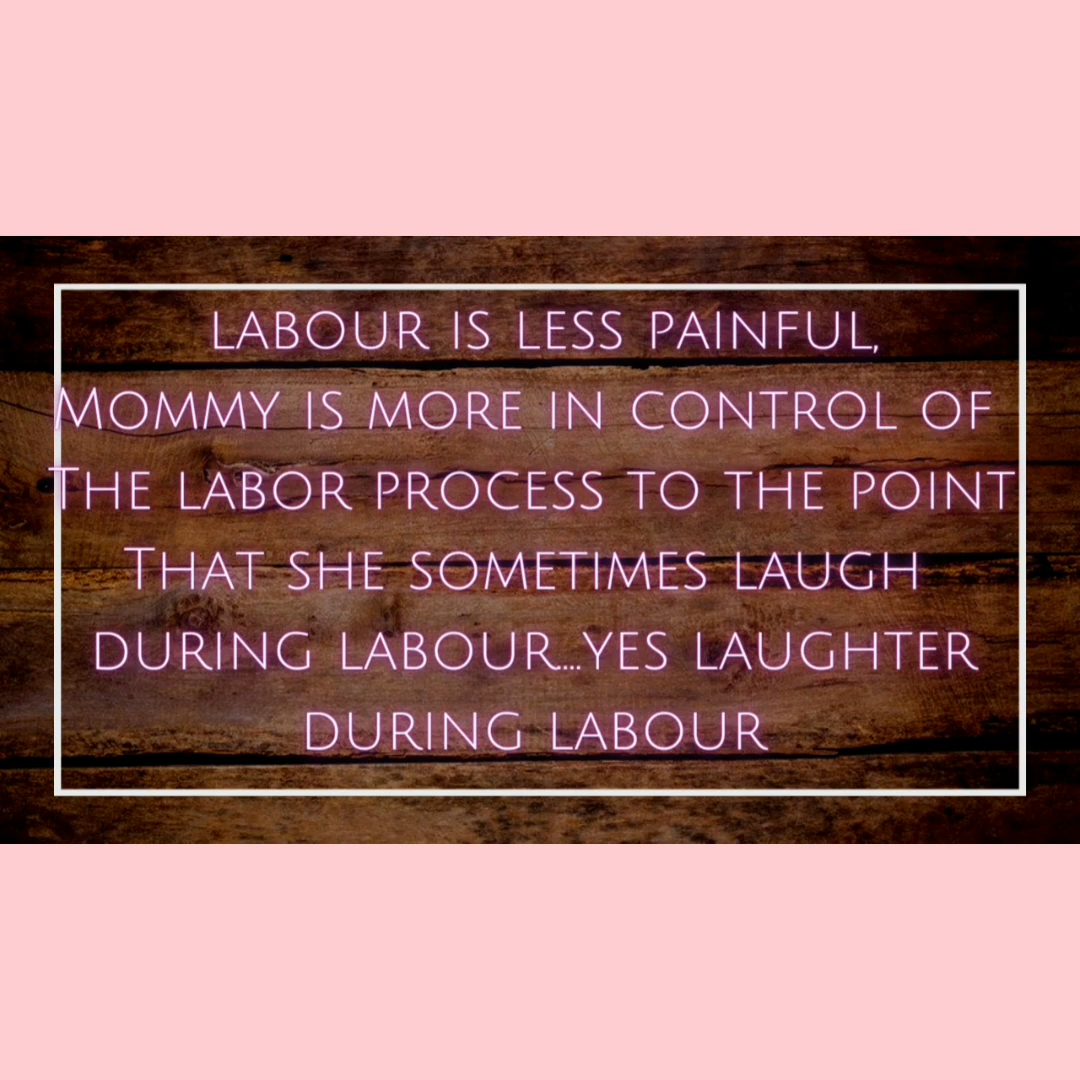 LABOUR IS LESS PAINFUL,
MOMMY IS MORE IN CONTROL OF
THE LABOR PROCESS TO THE POINT
THAT SHE SOMETIMES LAUGH
DURING LABOUR....YES LAUGHTER
DURING LABOUR